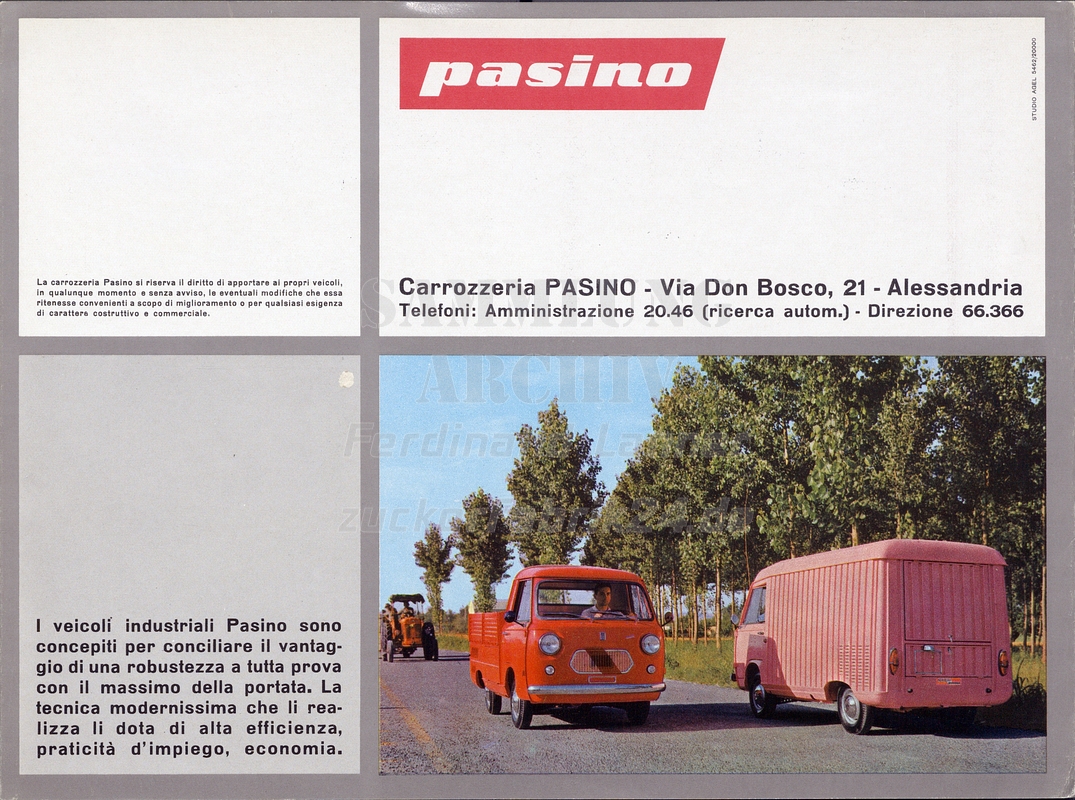 pasino
STUDIO AGEL 5462/20000
La carrozzeria Pasino si riserva il diritto di apportare ai propri veicoli,
in qualunque momento e senza avviso, le eventuali modifiche che essa
ritenesse convenienti a scopo di miglioramento o per qualsiasi esigenza
di carattere costruttivo e commerciale.
Carrozzeria PASINO - Via Don Bosco, 21 - Alessandria
Telefoni: Amministrazione 20.46 (ricerca autom.) - Direzione 66.366
SAMMLUNG
ARCHIV
I veicoli industriali Pasino sono
concepiti per conciliare il vantag-
gio di una robustezza a tutta prova
con il massimo della portata. La
tecnica modernissima che li rea-
lizza li dota di alta efficienza,
praticità d'impiego, economia.